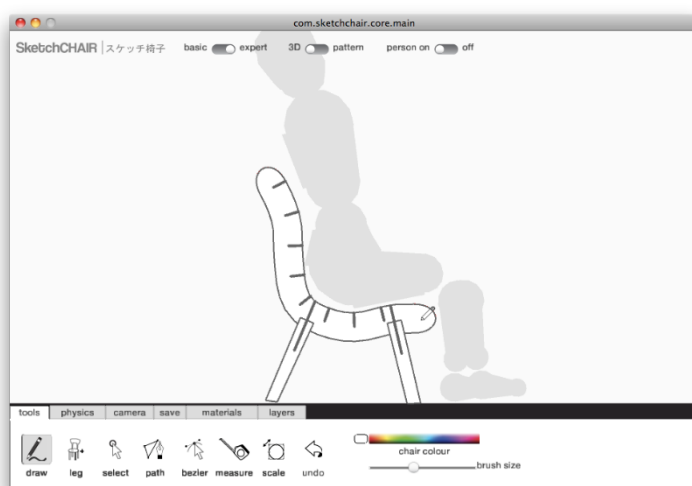 com.sketchchair.core.main
SketchCHAIR スケッチ椅子 basic expert 3D pattern person on off
tools physics camera save materials layers
chair colour
brush size
draw leg select path bezier measure scale undo